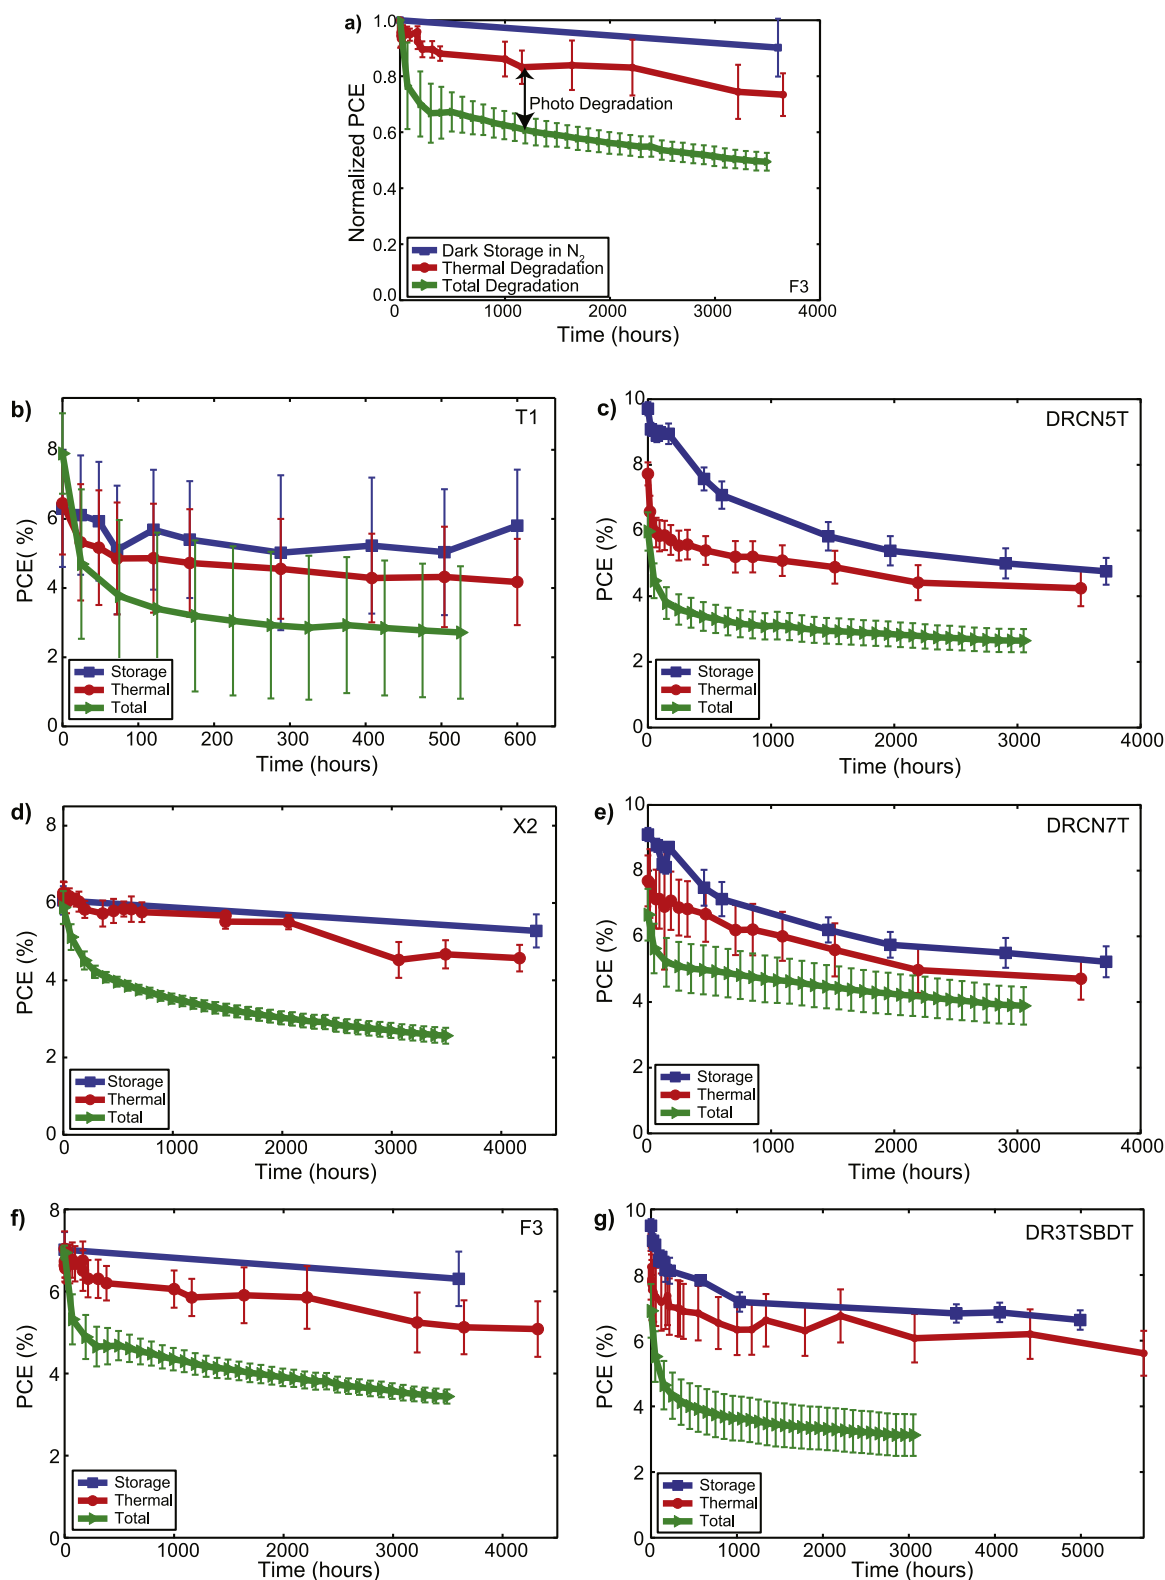 a)
1.0
0.8
0.6
0.4
0.2
0.0
Normalized PCE
0
1000
2000
3000
4000
Time (hours)
Photo Degradation
Dark Storage in N2
Thermal Degradation
Total Degradation
F3
b)
T1
8
6
4
2
0
PCE( %)
Storage
Thermal
Total
0
100
200
300
400
500
600
Time (hours)
c)
DRCN5T
10
8
6
4
2
0
PCE (%)
Storage
Thermal
Total
0
1000
2000
3000
4000
Time (hours)
d)
X2
8
6
4
2
0
PCE (%)
Storage
Thermal
Total
0
1000
2000
3000
4000
Time (hours)
e)
DRCN7T
10
8
6
4
2
0
PCE (%)
Storage
Thermal
Total
0
1000
2000
3000
4000
Time (hours)
f)
F3
8
6
4
2
0
PCE (%)
Storage
Thermal
Total
0
1000
2000
3000
4000
Time (hours)
g)
DR3TSBDT
10
8
6
4
2
0
PCE (%)
Storage
Thermal
Total
0
1000
2000
3000
4000
5000
Time (hours)